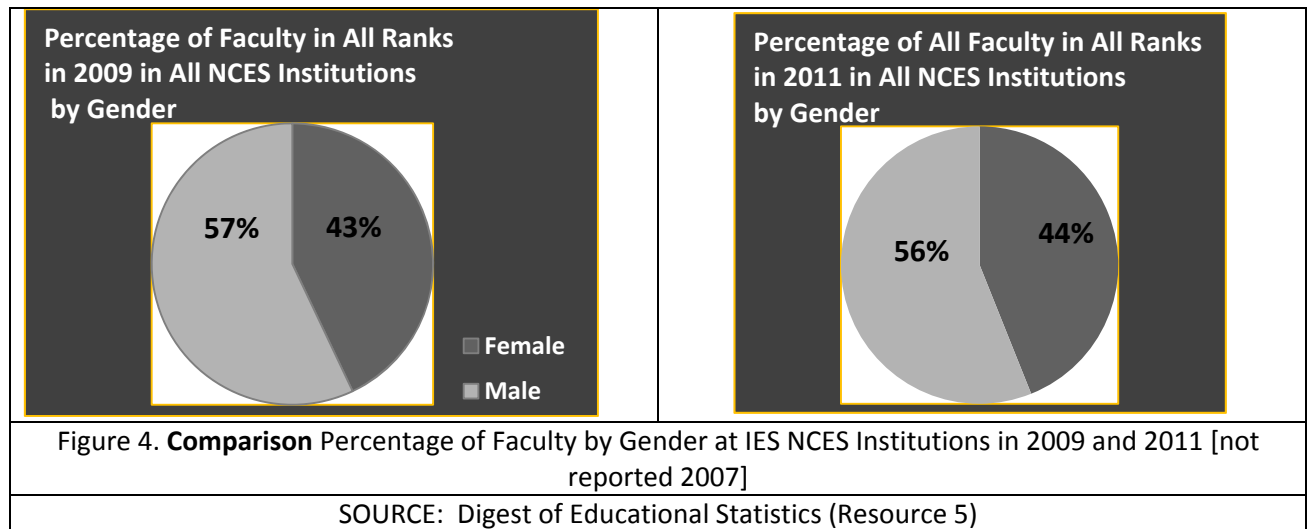 Percentage of Faculty in All Ranks
in 2009 in All NCES Institutions
by Gender
57%
43%
Female
Male
Percentage of All Faculty in All Ranks
in 2011 in All NCES Institutions
by Gender
56%
44%
Figure 4. Comparison Percentage of Faculty by Gender at IES NCES Institutions in 2009 and 2011 [not
reported 2007]
SOURCE: Digest of Educational Statistics (Resource 5)